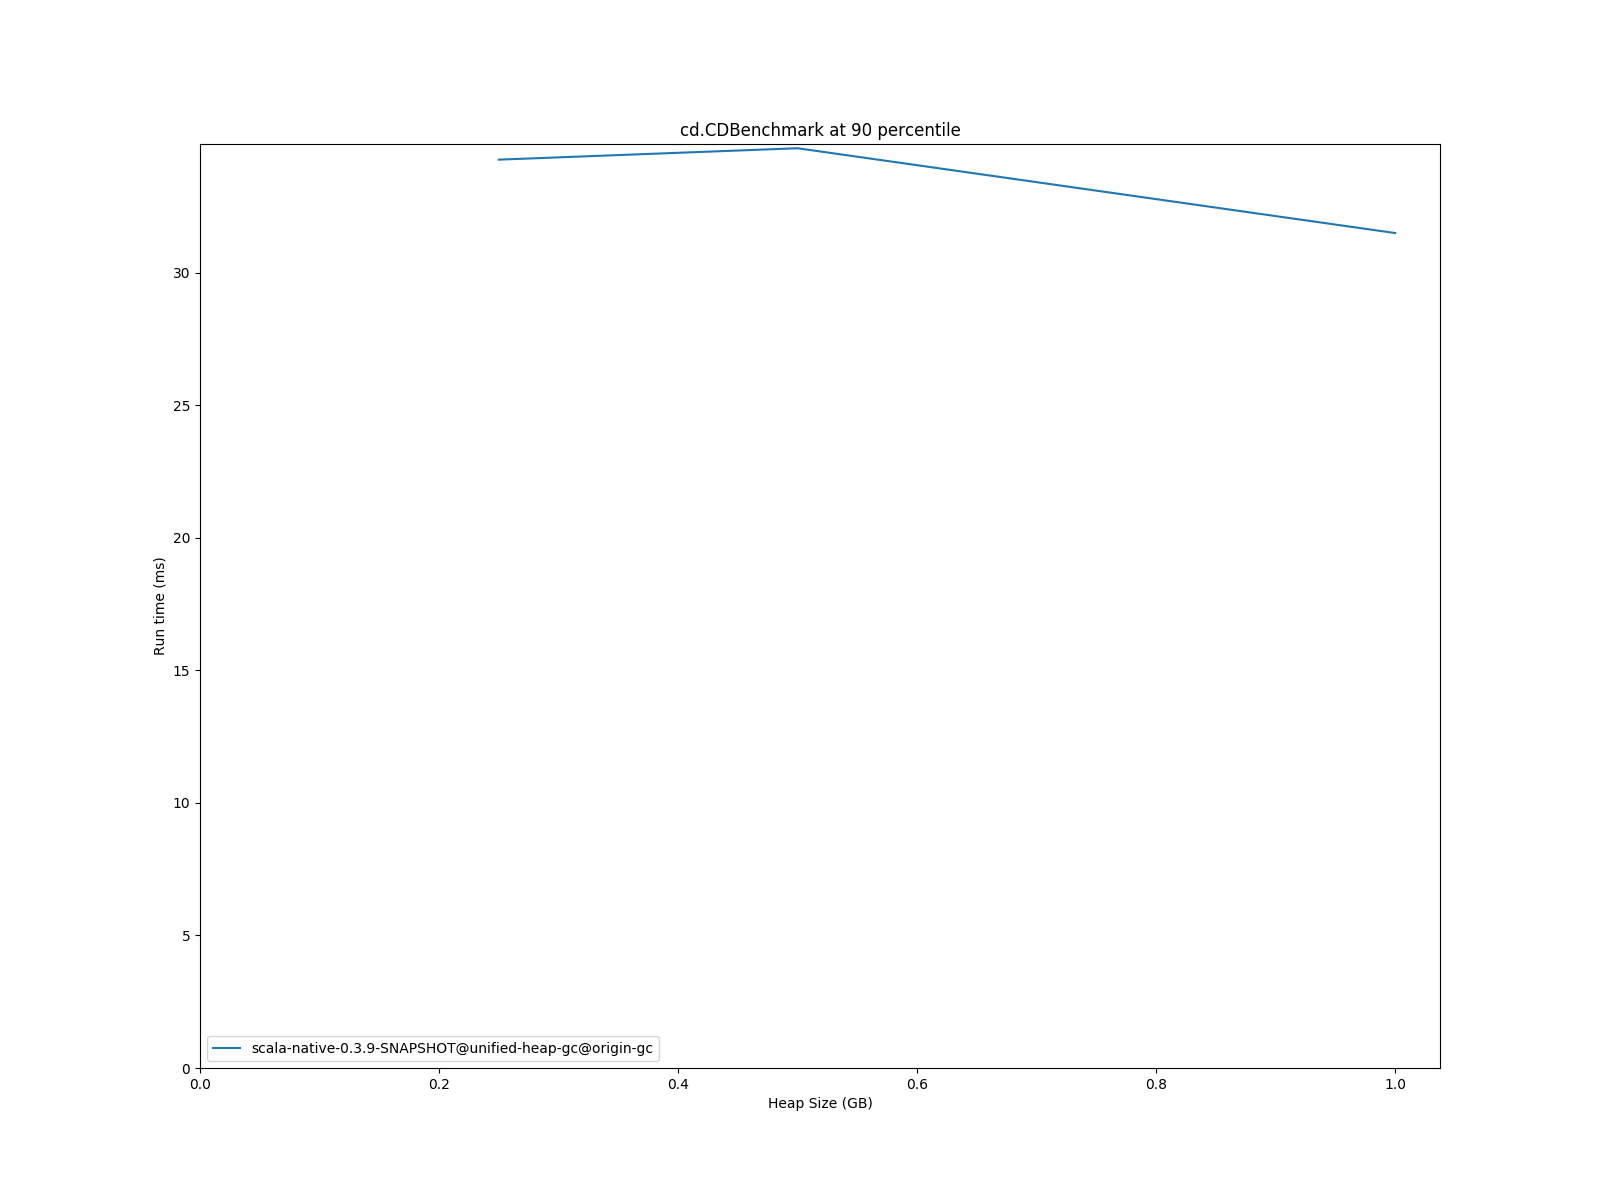 cd.CDBenchmark at 90 percentile
30
25
20
15
10
5
0
Run time (ms)
scala-native-0.3.9-SNAPSHOT@unified-heap-gc@origin-gc
0.0 0.2 0.4 0.6 0.8 1.0
Heap Size (GB)